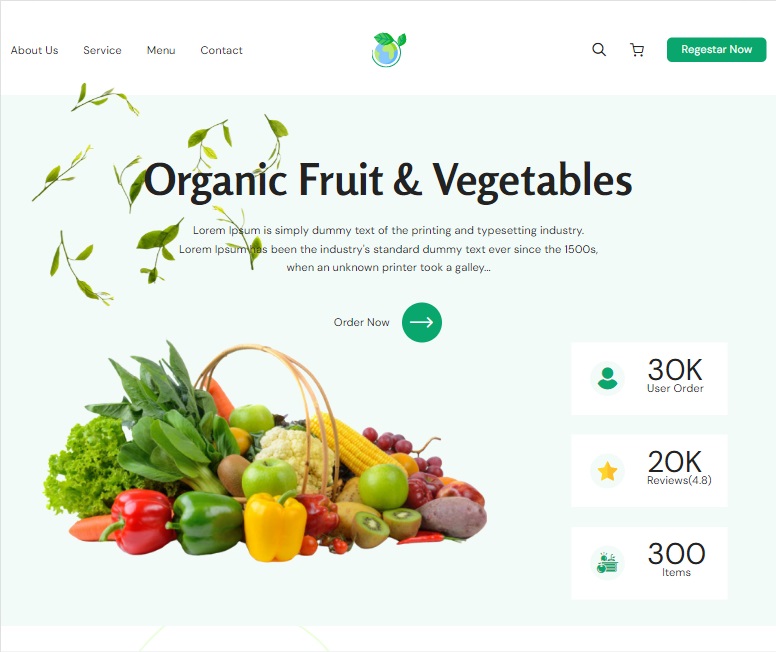 About Us
Service
Menu
Contact
Regestar Now
Organic Fruit & Vegetables
Lorem Ipsum is simply dummy text of the printing and typesetting industry.
Lorem Ipsum has been the industry's standard dummy text ever since the 1500s,
when an unknown printer took a galley...
Order Now
30K
User Order
20K
Reviews(4.8)
300
Items